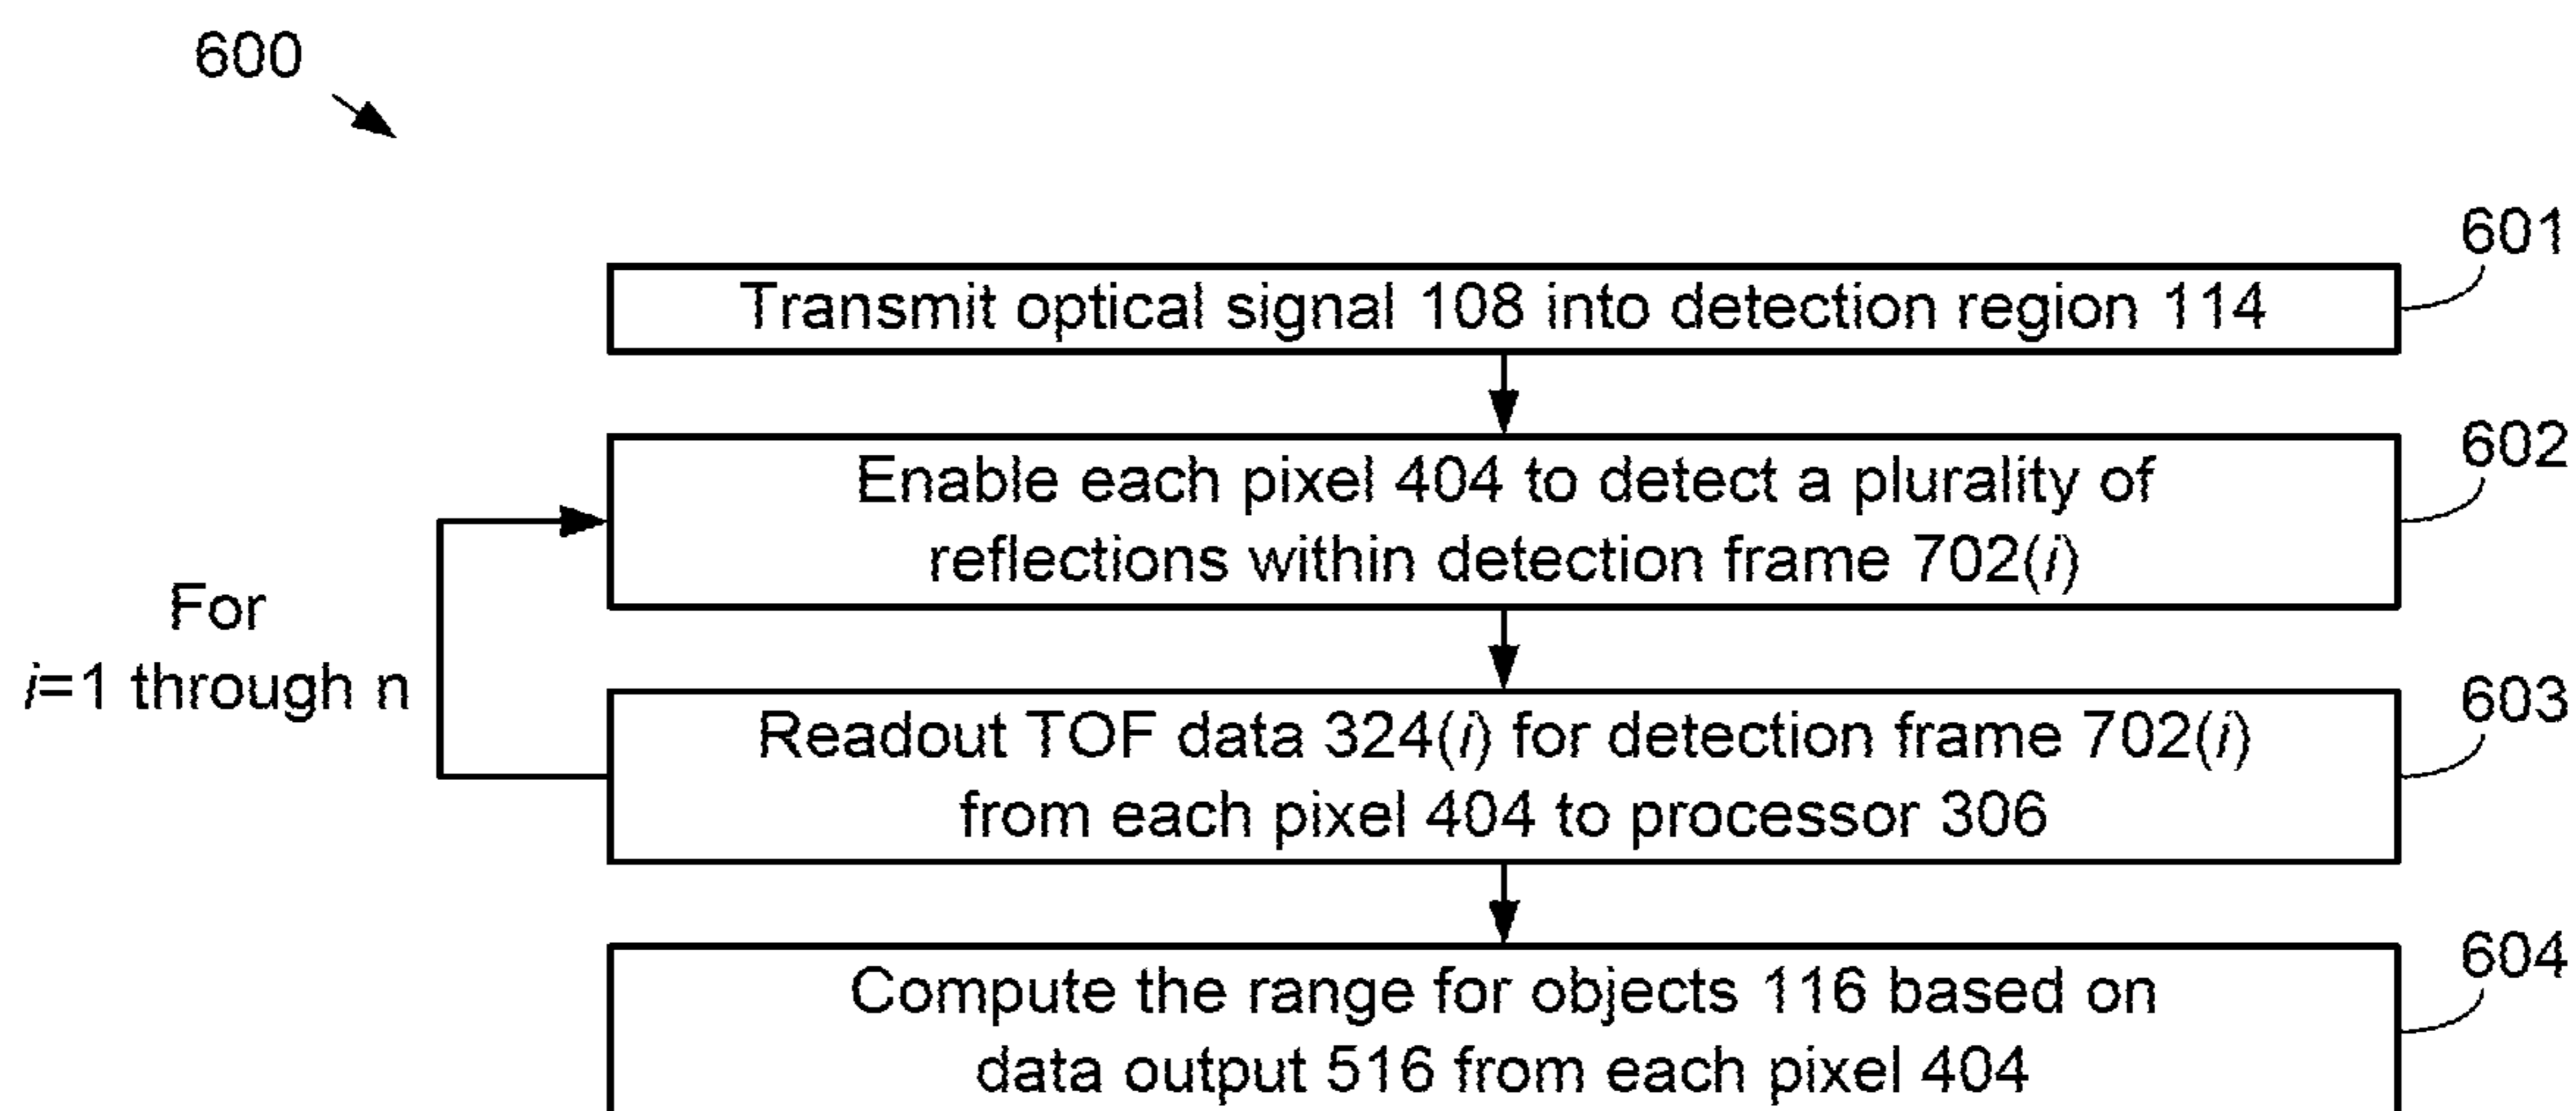 600
601
Transmit optical signal 108 into detection region 114
602
Enable each pixel 404 to detect a plurality of
reflections within detection frame 702(i)
For
i=1 through n
603
Readout TOF data 324(i) for detection frame 702(i)
from each pixel 404 to processor 306
604
Compute the range for objects 116 based on
data output 516 from each pixel 404